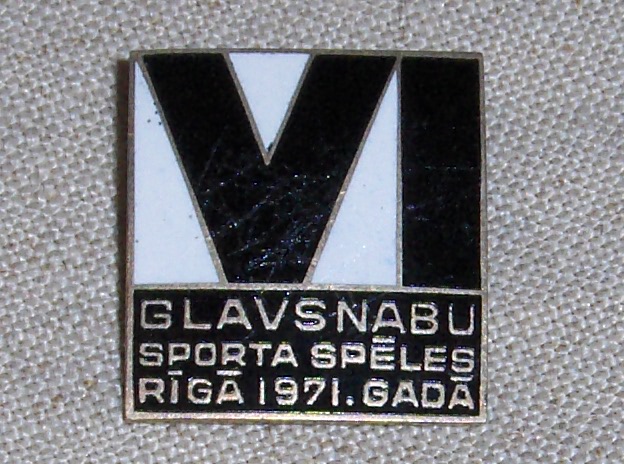 VI
GLAVSNABU
SPORTA SPĒLES
RĪGĀ 1971. GADĀ